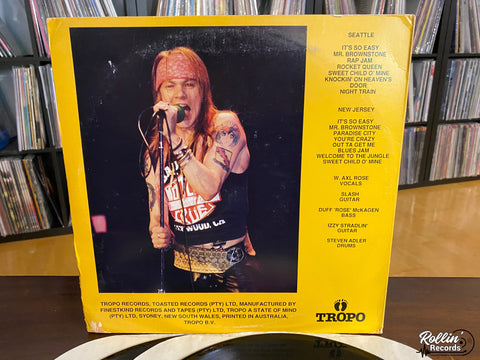 SEATTLE
IT'S SO EASY
MR. BROWNSTONE
RAP JAM
ROCKET QUEEN
SWEET CHILD O' MINE
KNOCKIN' ON HEAVEN'S
DOOR
NIGHT TRAIN
NEW JERSEY
IT'S SO EASY
MR. BROWNSTONE
PARADISE CITY
YOU'RE CRAZY
OUT TA GET ME
BLUES JAM
WELCOME TO THE JUNGLE
SWEET CHILD O' MINE
W. AXL ROSE
VOCALS
SLASH
GUITAR
DUFF 'ROSE' McKAGEN
BASS
IZZY STRADLIN'
GUITAR
STEVEN ADLER
DRUMS
WOOD, CA
TROPO RECORDS, TOASTED RECORDS (PTY) LTD, MANUFACTURED BY
FINESTKIND RECORDS AND TAPES (PTY) LTD, TROPO A STATE OF MIND
(PTY) LTD, SYDNEY, NEW SOUTH WALES, PRINTED IN AUSTRALIA,
TROPO B.V.
TROPO
Rollin'
Records